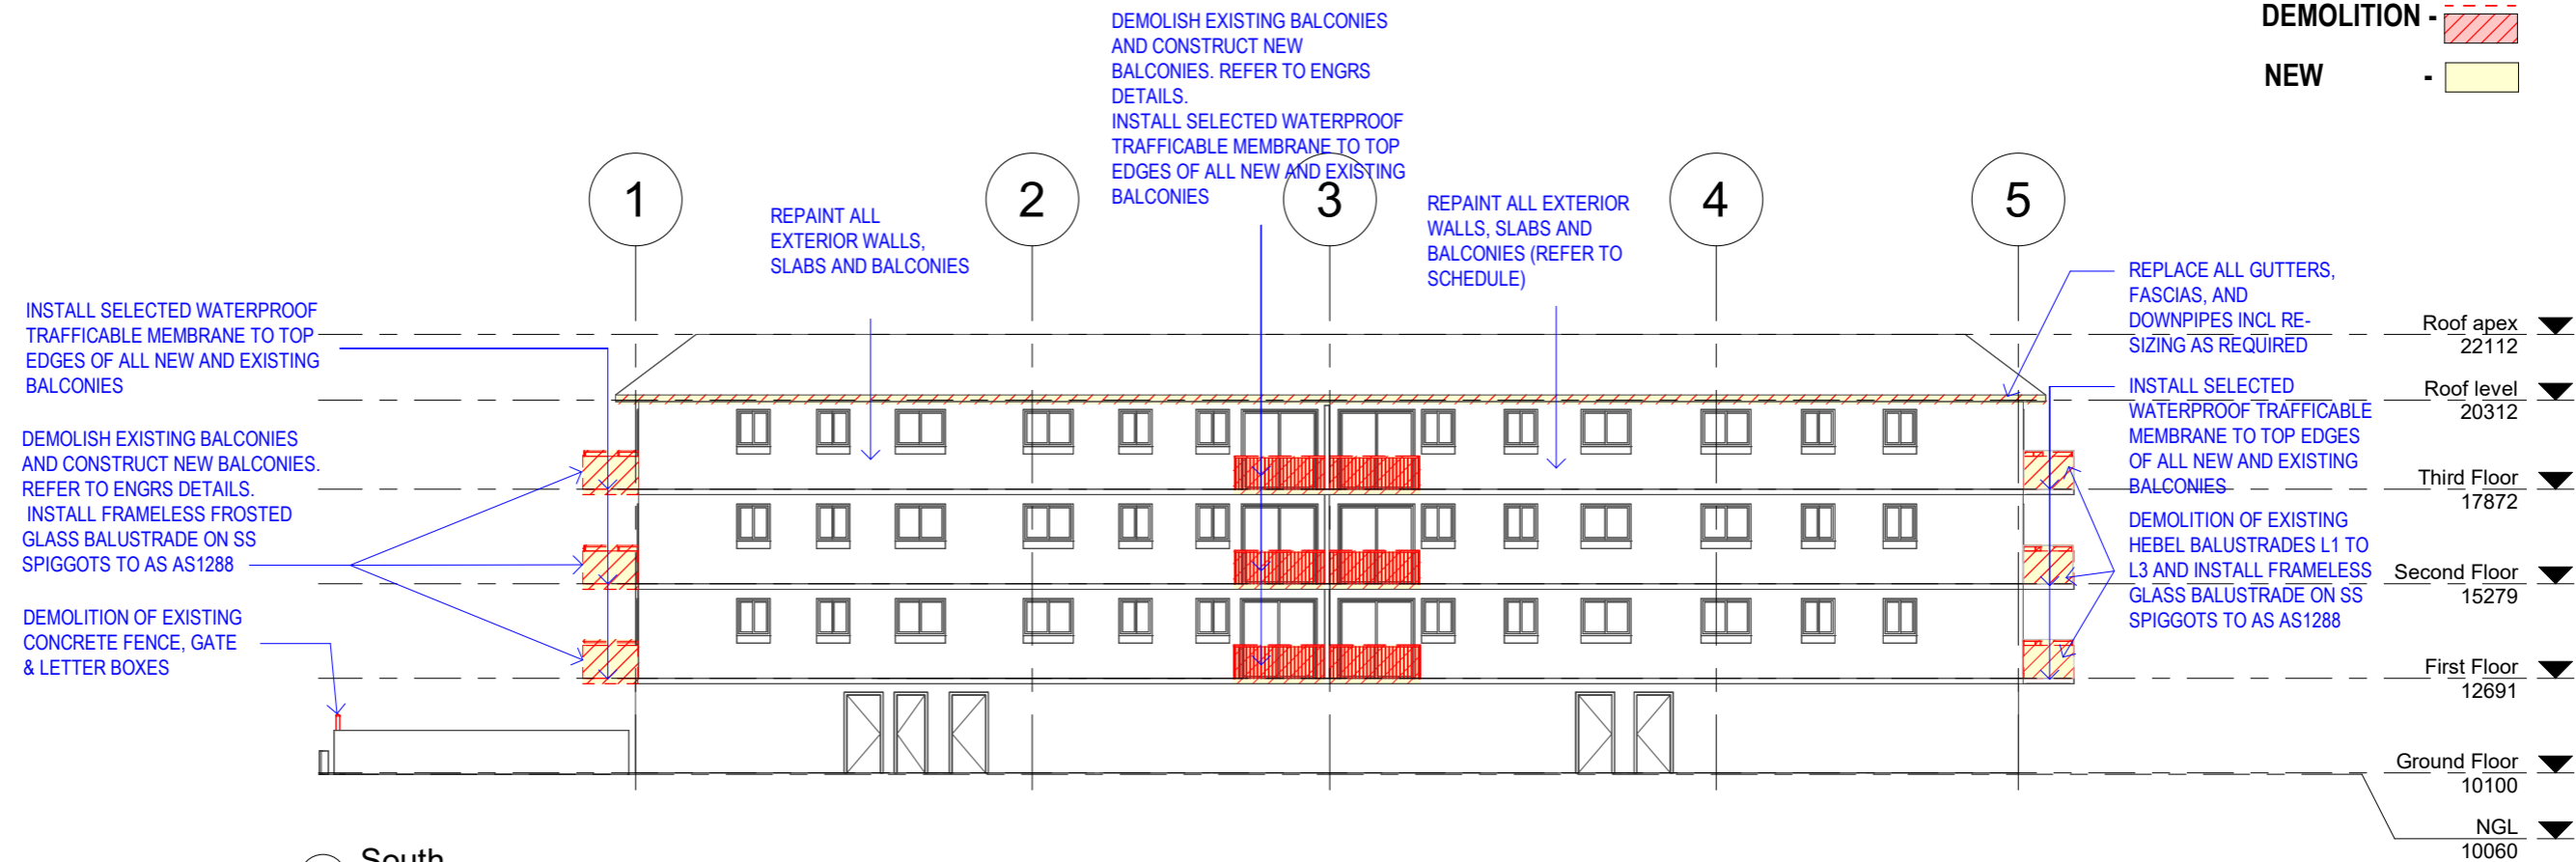 DEMOLITION -
NEW -
DEMOLISH EXISTING BALCONIES
AND CONSTRUCT NEW
BALCONIES. REFER TO ENGRS
DETAILS.
INSTALL SELECTED WATERPROOF
TRAFFICABLE MEMBRANE TO TOP
EDGES OF ALL NEW AND EXISTING
BALCONIES
1
2
3
4
5
REPAINT ALL
EXTERIOR WALLS,
SLABS AND BALCONIES
REPAINT ALL EXTERIOR
WALLS, SLABS AND
BALCONIES (REFER TO
SCHEDULE)
INSTALL SELECTED WATERPROOF
TRAFFICABLE MEMBRANE TO TOP
EDGES OF ALL NEW AND EXISTING
BALCONIES
DEMOLISH EXISTING BALCONIES
AND CONSTRUCT NEW BALCONIES.
REFER TO ENGRS DETAILS.
INSTALL FRAMELESS FROSTED
GLASS BALUSTRADE ON SS
SPIGGOTS TO AS AS1288
DEMOLITION OF EXISTING
CONCRETE FENCE, GATE
& LETTER BOXES
REPLACE ALL GUTTERS,
FASCIAS, AND
DOWNPIPES INCL RE-
SIZING AS REQUIRED
INSTALL SELECTED
WATERPROOF TRAFFICABLE
MEMBRANE TO TOP EDGES
OF ALL NEW AND EXISTING
BALCONIES
DEMOLITION OF EXISTING
HEBEL BALUSTRADES L1 TO
L3 AND INSTALL FRAMELESS
GLASS BALUSTRADE ON SS
SPIGGOTS TO AS AS1288
Roof apex
22112
Roof level
20312
Third Floor
17872
Second Floor
15279
First Floor
12691
Ground Floor
10100
NGL
10060
South